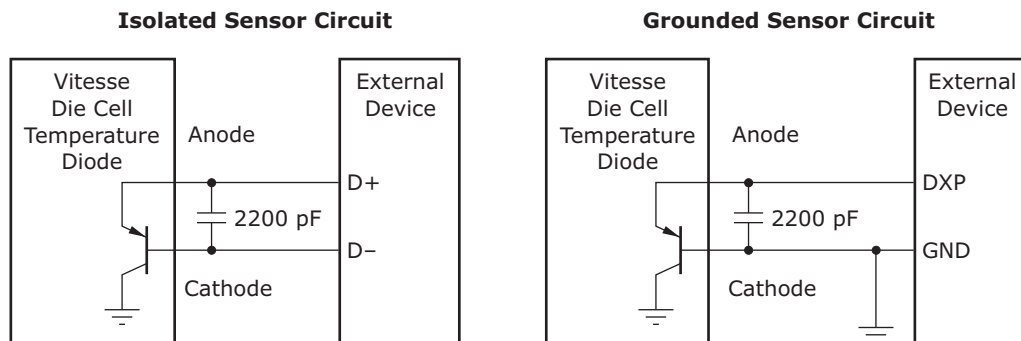 Isolated Sensor Circuit
Vitesse
Die Cell
Temperature
Diode
Anode
External
Device
D+
2200 pF
D–
Cathode
Grounded Sensor Circuit
Vitesse
Die Cell
Temperature
Diode
Anode
External
Device
DXP
2200 pF
GND
Cathode